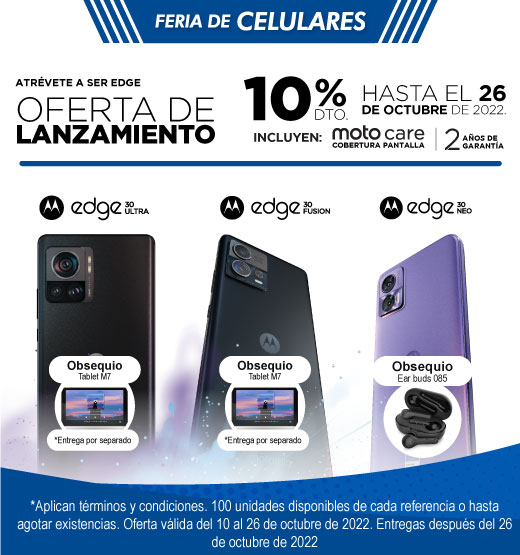 FERIA DE CELULARES
ATRÉVETE A SER EDGE
OFERTA DE
LANZAMIENTO
10% DTO.
HASTA EL 26
DE OCTUBRE DE 2022.
INCLUYEN: moto care
COBERTURA PANTALLA
2 AÑOS DE
GARANTÍA
edge 30 ULTRA
edge 30 FUSION
edge 30 NEO
Obsequio
Tablet M7
*Entrega por separado
Obsequio
Tablet M7
*Entrega por separado
Obsequio
Ear buds 085
*Aplican términos y condiciones. 100 unidades disponibles de cada referencia o hasta
agotar existencias. Oferta válida del 10 al 26 de octubre de 2022. Entregas después del 26
de octubre de 2022